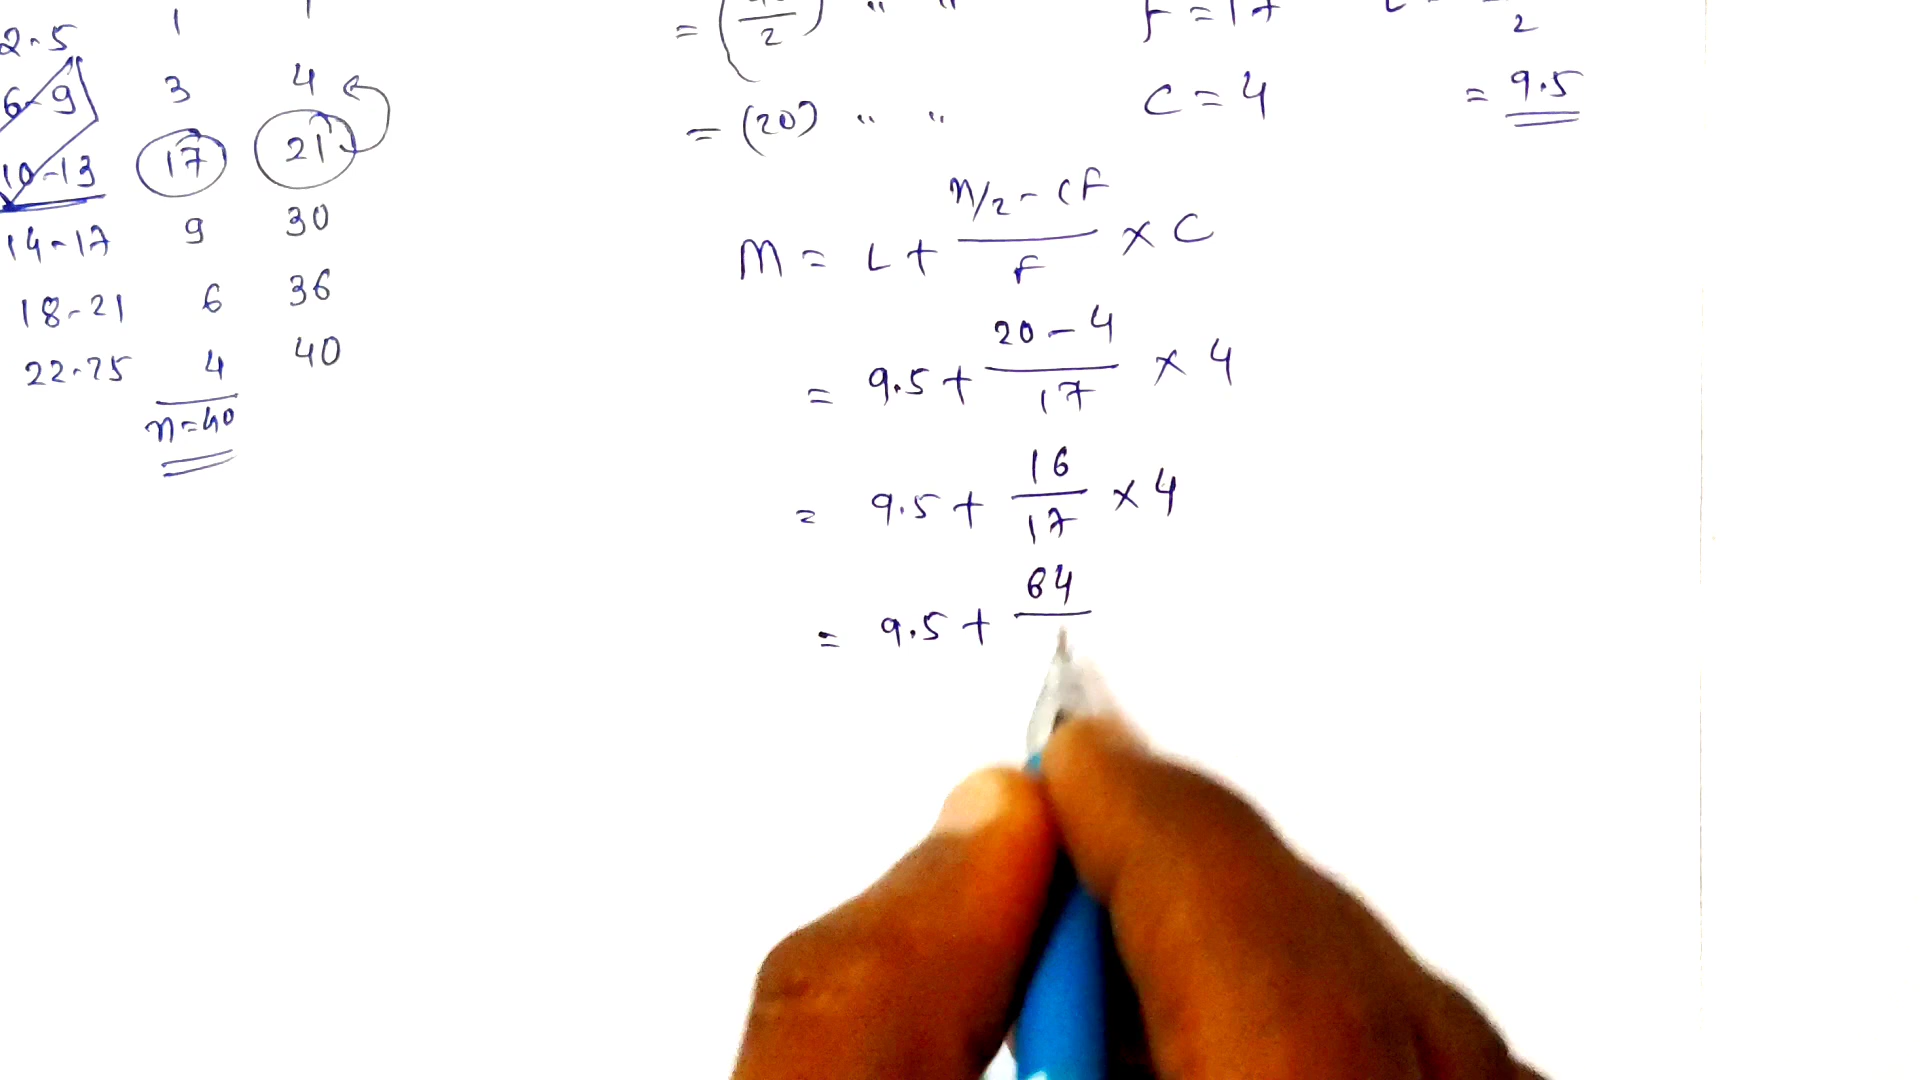 2-5 1 1
6-9 3 4
10-13 17 21
14-17 9 30
18-21 6 36
22-25 4 40
n=40
= ( /2) " "
= (20) " "
F = 17
C = 4
2
= 9.5
M = L + n/2 - CF / F × C
= 9.5 + 20 - 4 / 17 × 4
= 9.5 + 16 / 17 × 4
= 9.5 + 64